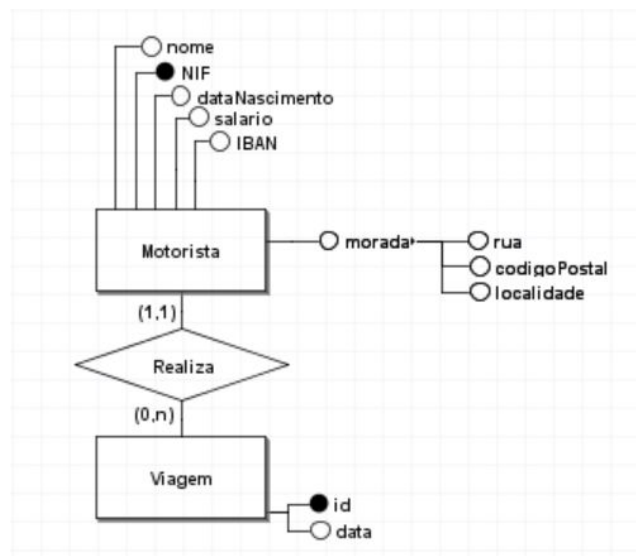 nome
NIF
dataNascimento
salario
IBAN
Motorista
morada
rua
codigoPostal
localidade
(1,1)
Realiza
(0,n)
Viagem
id
data